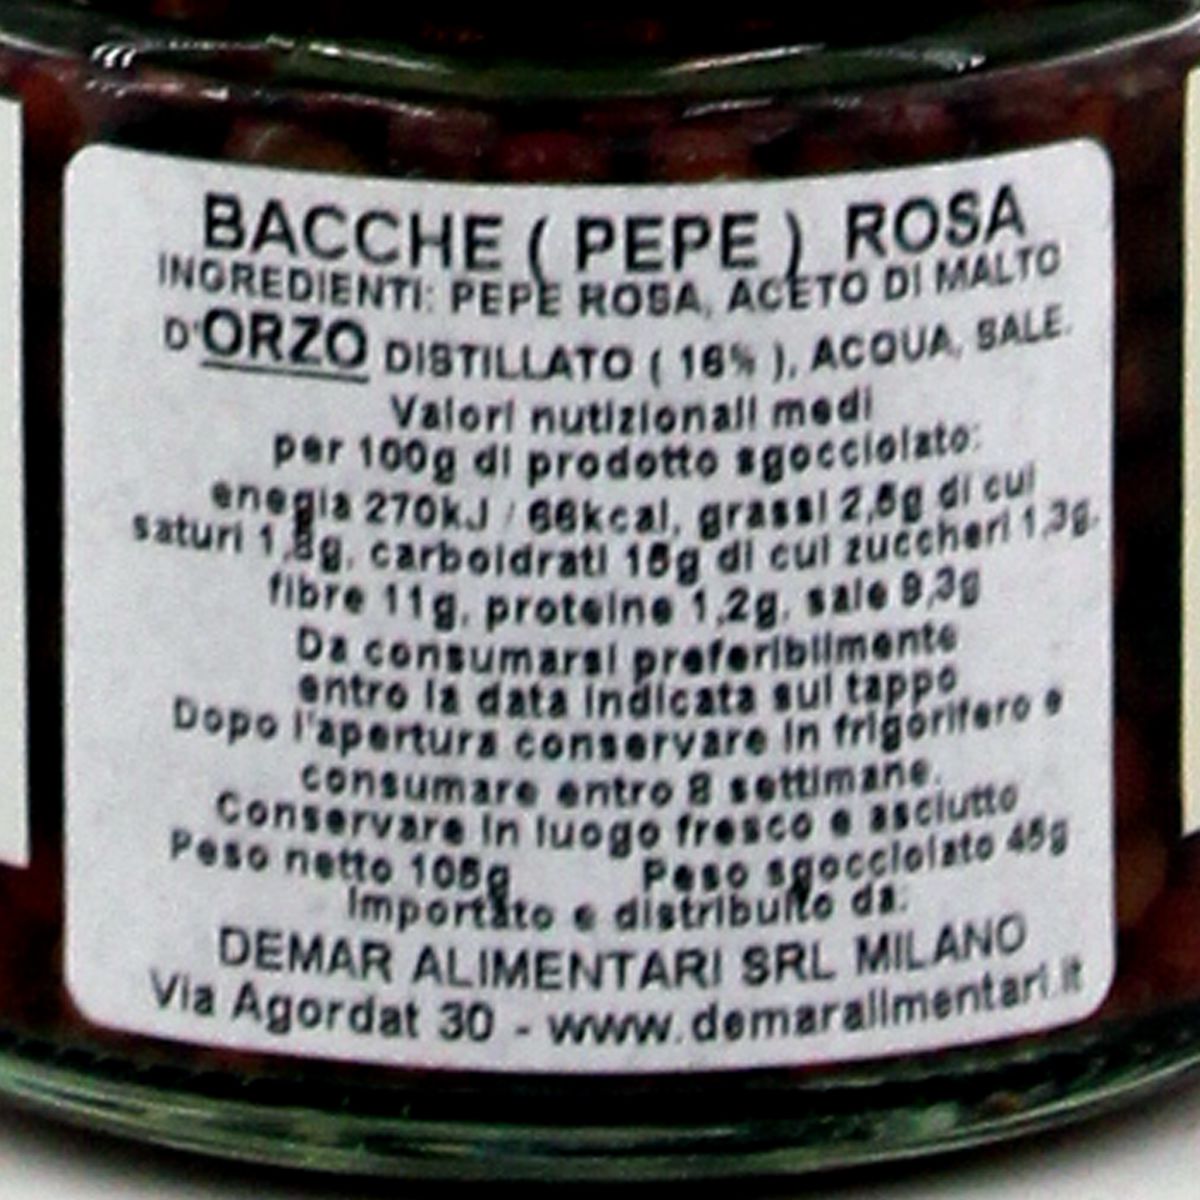 BACCHE ( PEPE ) ROSA
INGREDIENTI: PEPE ROSA, ACETO DI MALTO
D'ORZO DISTILLATO ( 16% ), ACQUA, SALE.
Valori nutizionali medi
per 100g di prodotto sgocciolato:
enegia 270kJ / 66kcal, grassi 2,5g di cui
saturi 1,8g, carboidrati 15g di cui zuccheri 1,3g,
fibre 11g, proteine 1,2g, sale 9,3g
Da consumarsi preferibilmente
entro la data indicata sul tappo
Dopo l'apertura conservare in frigorifero e
consumare entro 8 settimane.
Conservare in luogo fresco e asciutto
Peso netto 105g Peso sgocciolato 45g
Importato e distribuito da:
DEMAR ALIMENTARI SRL MILANO
Via Agordat 30 - www.demaralimentari.it